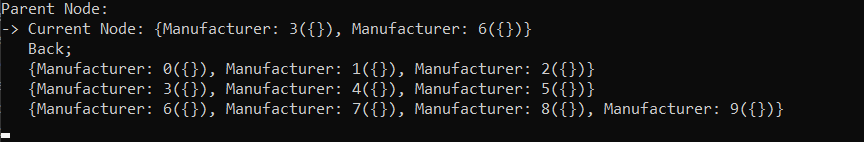 Parent Node:
-> Current Node: {Manufacturer: 3({}), Manufacturer: 6({})}
Back;
{Manufacturer: 0({}), Manufacturer: 1({}), Manufacturer: 2({})}
{Manufacturer: 3({}), Manufacturer: 4({}), Manufacturer: 5({})}
{Manufacturer: 6({}), Manufacturer: 7({}), Manufacturer: 8({}), Manufacturer: 9({})}